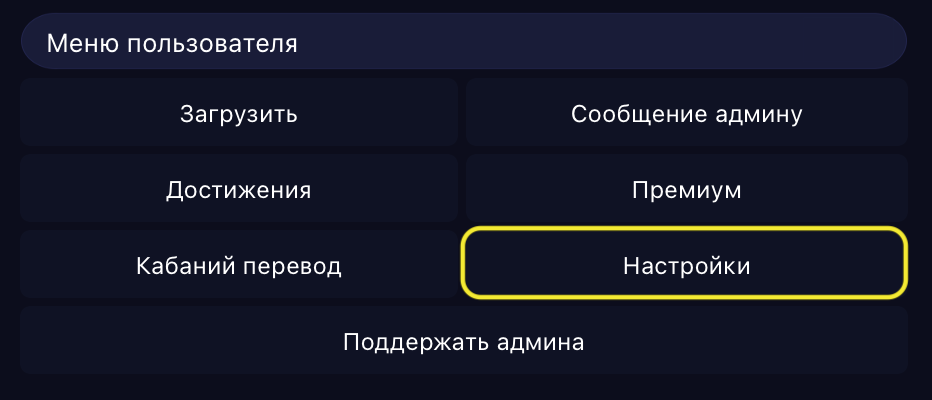 Меню пользователя
Загрузить
Сообщение админу
Достижения
Премиум
Кабаний перевод
Настройки
Поддержать админа